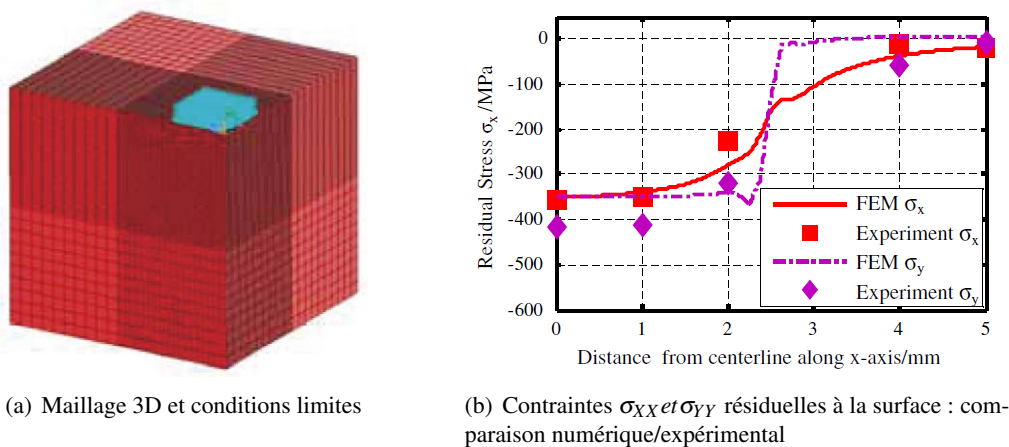 0
-100
-200
-300
-400
-500
-600
Residual Stress σx /MPa
FEM σx
Experiment σx
FEM σy
Experiment σy
0 1 2 3 4 5
Distance from centerline along x-axis/mm
(a) Maillage 3D et conditions limites
(b) Contraintes σXX etσYY résiduelles à la surface : com-
paraison numérique/expérimental